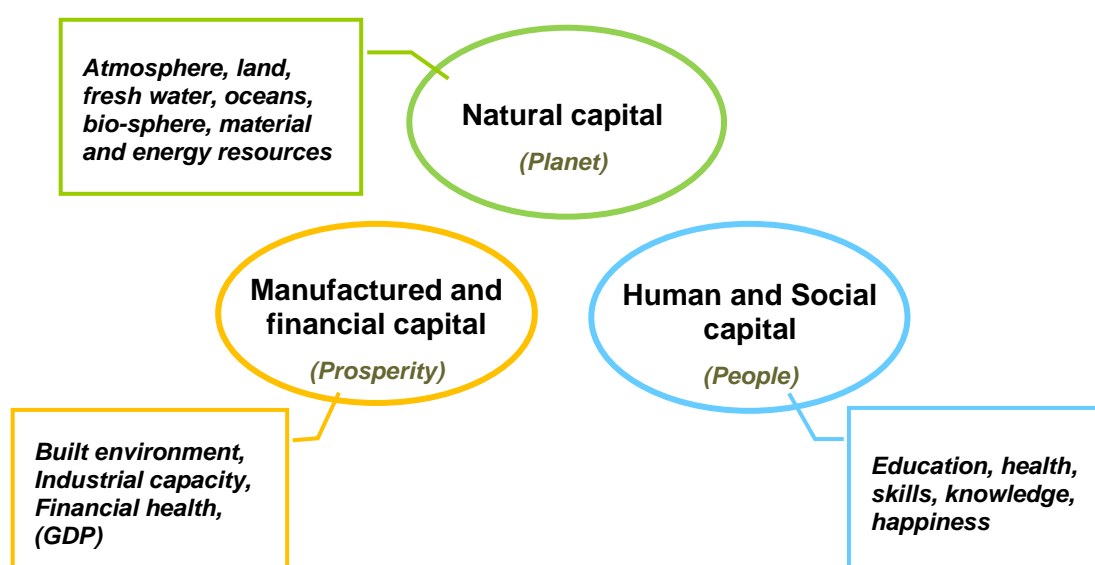 Atmosphere, land,
fresh water, oceans,
bio-sphere, material
and energy resources
Natural capital
(Planet)
Manufactured and
financial capital
(Prosperity)
Human and Social
capital
(People)
Built environment,
Industrial capacity,
Financial health,
(GDP)
Education, health,
skills, knowledge,
happiness